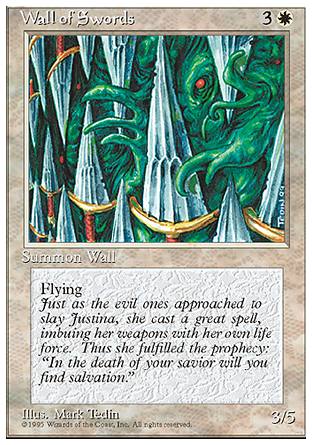 Wall of Swords 3
Summon Wall
Flying
Just as the evil ones approached to
slay Justina, she cast a great spell,
imbuing her weapons with her own life
force. Thus she fulfilled the prophecy:
"In the death of your savior will you
find salvation."
Illus. Mark Tedin
©1995 Wizards of the Coast, Inc. All rights reserved.
3/5